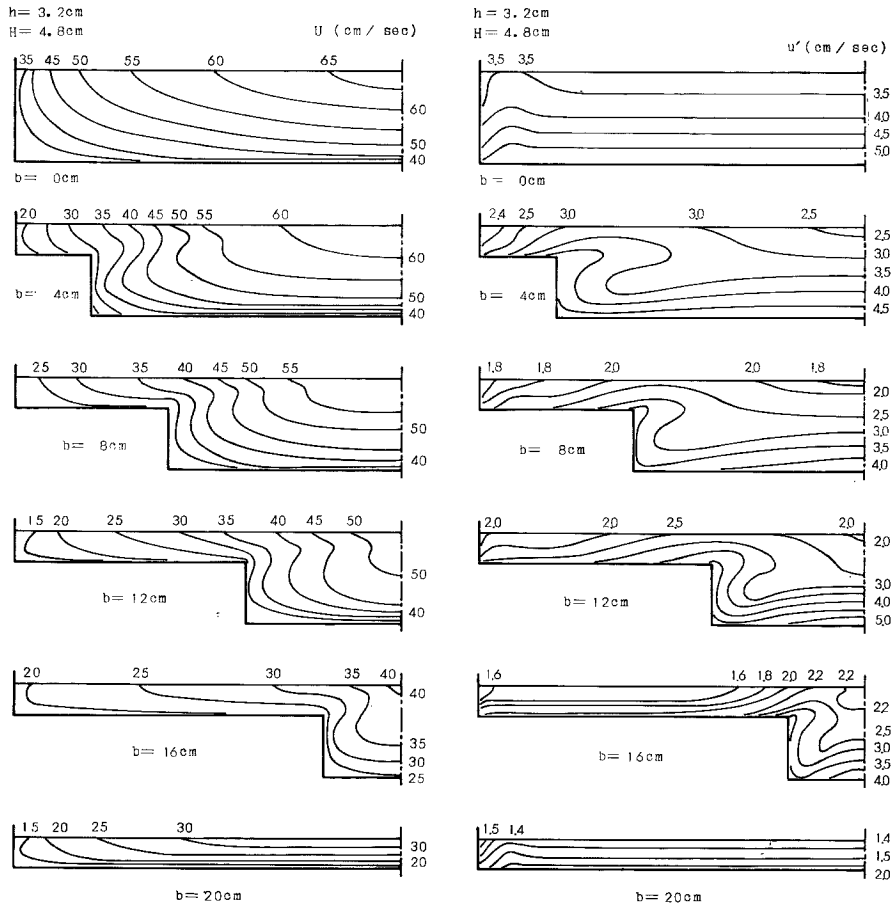 h = 3.2cm
H = 4.8cm U (cm/sec)
35 45 50 55 60 65
60
50
40
b= 0cm
20 30 35 40 45 50 55 60
60
50
40
b= 4cm
25 30 35 40 45 50 55
50
40
b= 8cm
15 20 25 30 35 40 45 50
50
40
b= 12cm
20 25 30 35 40
40
35
30
25
b= 16cm
15 20 25 30
30
20
b= 20cm
h = 3.2cm
H = 4.8cm u′(cm/sec)
3,5 3,5
3,5
4,0
4,5
5,0
b= 0cm
2,4 2,5 3,0 3,0 2,5
2,5
3,0
3,5
4,0
4,5
b= 4cm
1,8 1,8 2,0 2,0 1,8
2,0
2,5
3,0
3,5
4,0
b= 8cm
2,0 2,0 2,5 2,0
2,0
3,0
4,0
5,0
b= 12cm
1,6 1,6 1,8 2,0 2,2 2,2
2,2
2,5
3,0
3,5
4,0
b= 16cm
1,5 1,4
1,4
1,5
2,0
b= 20cm